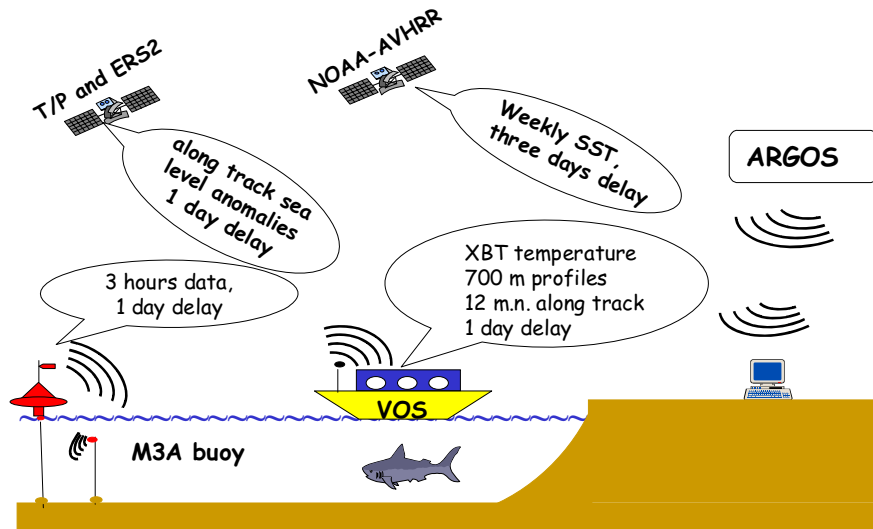 T/P and ERS2
NOAA-AVHRR
along track sea
level anomalies
1 day delay
Weekly SST,
three days delay
ARGOS
3 hours data,
1 day delay
XBT temperature
700 m profiles
12 m.n. along track
1 day delay
VOS
M3A buoy